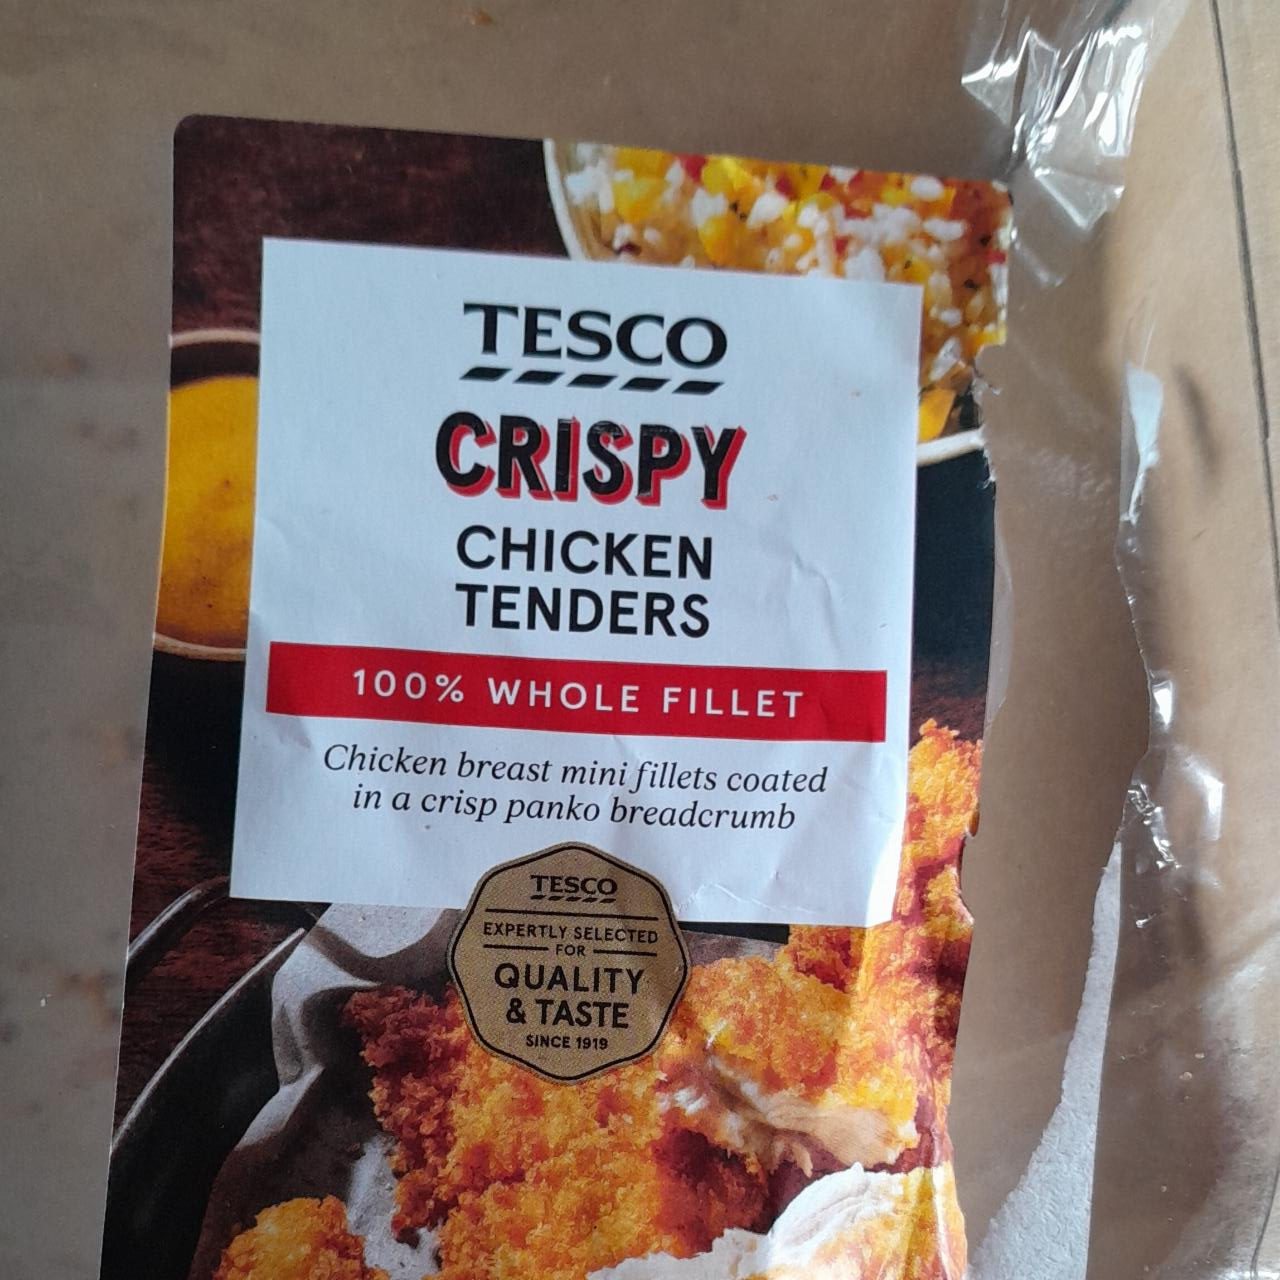 TESCO
CRISPY
CHICKEN
TENDERS
100% WHOLE FILLET
Chicken breast mini fillets coated
in a crisp panko breadcrumb
TESCO
EXPERTLY SELECTED
FOR
QUALITY
& TASTE
SINCE 1919